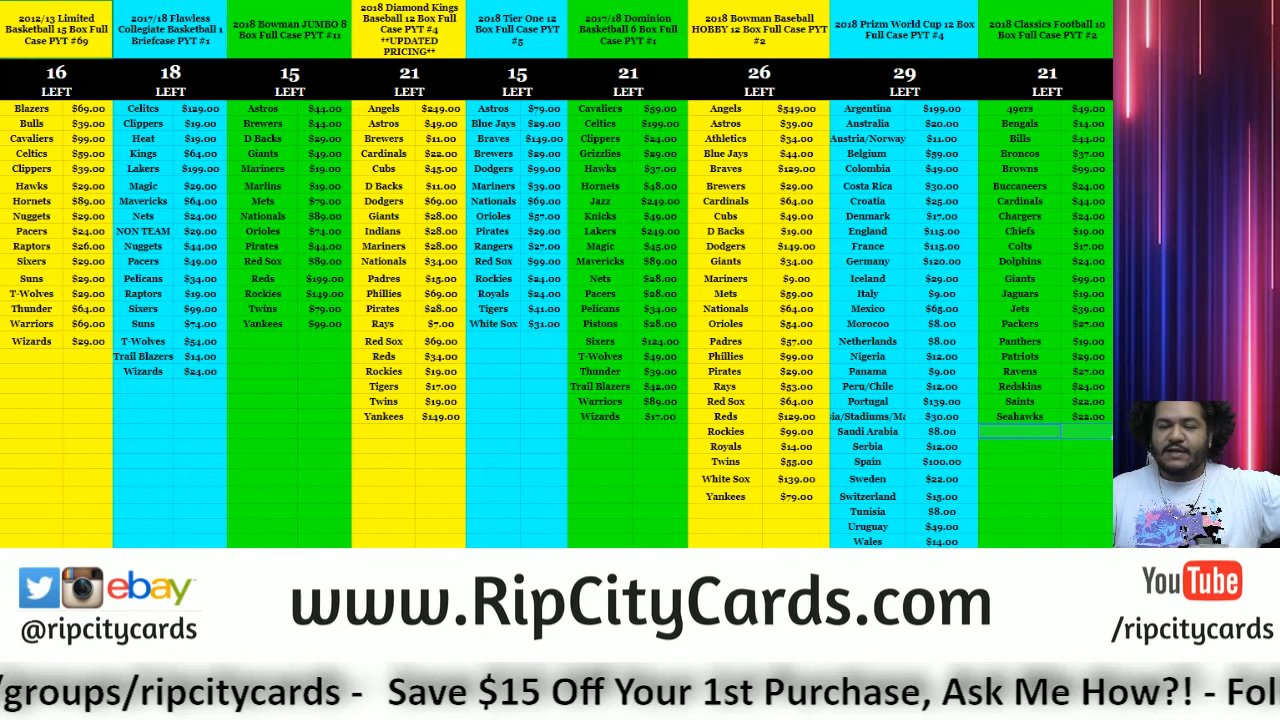 2012/13 Limited
Basketball 15 Box Full
Case PYT #69
16
LEFT
Blazers $69.00
Bulls $39.00
Cavaliers $99.00
Celtics $59.00
Clippers $39.00
Hawks $29.00
Hornets $89.00
Nuggets $29.00
Pacers $24.00
Raptors $26.00
Sixers $29.00
Suns $29.00
T-Wolves $29.00
Thunder $64.00
Warriors $69.00
Wizards $29.00
2017/18 Flawless
Collegiate Basketball 1
Briefcase PYT #1
18
LEFT
Celitcs $129.00
Clippers $19.00
Heat $19.00
Kings $64.00
Lakers $199.00
Magic $29.00
Mavericks $64.00
Nets $24.00
NON TEAM $29.00
Nuggets $44.00
Pacers $49.00
Pelicans $34.00
Raptors $19.00
Sixers $99.00
Suns $74.00
T-Wolves $54.00
Trail Blazers $14.00
Wizards $24.00
2018 Bowman JUMBO 8
Box Full Case PYT #11
15
LEFT
Astros $44.00
Brewers $44.00
D Backs $29.00
Giants $49.00
Mariners $19.00
Marlins $19.00
Mets $79.00
Nationals $89.00
Orioles $74.00
Pirates $44.00
Red Sox $89.00
Reds $199.00
Rockies $149.00
Twins $79.00
Yankees $99.00
2018 Diamond Kings
Baseball 12 Box Full
Case PYT #4
**UPDATED
PRICING**
21
LEFT
Angels $249.00
Astros $49.00
Brewers $11.00
Cardinals $22.00
Cubs $45.00
D Backs $11.00
Dodgers $69.00
Giants $28.00
Indians $28.00
Mariners $28.00
Nationals $34.00
Padres $15.00
Phillies $69.00
Pirates $28.00
Rays $7.00
Red Sox $69.00
Reds $34.00
Rockies $19.00
Tigers $17.00
Twins $19.00
Yankees $149.00
2018 Tier One 12
Box Full Case PYT
#5
15
LEFT
Astros $79.00
Blue Jays $29.00
Braves $149.00
Brewers $29.00
Dodgers $99.00
Mariners $39.00
Nationals $69.00
Orioles $57.00
Pirates $29.00
Rangers $27.00
Red Sox $99.00
Rockies $24.00
Royals $24.00
Tigers $41.00
White Sox $31.00
2017/18 Dominion
Basketball 6 Box Full
Case PYT #1
21
LEFT
Cavaliers $59.00
Celtics $199.00
Clippers $24.00
Grizzlies $29.00
Hawks $37.00
Hornets $48.00
Jazz $249.00
Knicks $49.00
Lakers $249.00
Magic $45.00
Mavericks $89.00
Nets $28.00
Pacers $28.00
Pelicans $34.00
Pistons $28.00
Sixers $124.00
T-Wolves $49.00
Thunder $39.00
Trail Blazers $42.00
Warriors $89.00
Wizards $17.00
2018 Bowman Baseball
HOBBY 12 Box Full Case PYT
#2
26
LEFT
Angels $549.00
Astros $39.00
Athletics $34.00
Blue Jays $44.00
Braves $129.00
Brewers $29.00
Cardinals $64.00
Cubs $49.00
D Backs $19.00
Dodgers $149.00
Giants $34.00
Mariners $9.00
Mets $59.00
Nationals $64.00
Orioles $54.00
Padres $57.00
Phillies $99.00
Pirates $29.00
Rays $53.00
Red Sox $64.00
Reds $129.00
Rockies $99.00
Royals $14.00
Twins $55.00
White Sox $139.00
Yankees $79.00
2018 Prizm World Cup 12 Box
Full Case PYT #4
29
LEFT
Argentina $199.00
Australia $20.00
Austria/Norway $11.00
Belgium $59.00
Colombia $49.00
Costa Rica $30.00
Croatia $25.00
Denmark $17.00
England $115.00
France $115.00
Germany $120.00
Iceland $29.00
Italy $9.00
Mexico $65.00
Morocoo $8.00
Netherlands $8.00
Nigeria $12.00
Panama $9.00
Peru/Chile $12.00
Portugal $139.00
ia/Stadiums/Ma $30.00
Saudi Arabia $8.00
Serbia $12.00
Spain $100.00
Sweden $22.00
Switzerland $15.00
Tunisia $8.00
Uruguay $49.00
Wales $14.00
2018 Classics Football 10
Box Full Case PYT #2
21
LEFT
49ers $49.00
Bengals $14.00
Bills $44.00
Broncos $37.00
Browns $99.00
Buccaneers $24.00
Cardinals $44.00
Chargers $24.00
Chiefs $19.00
Colts $17.00
Dolphins $24.00
Giants $99.00
Jaguars $19.00
Jets $39.00
Packers $27.00
Panthers $19.00
Patriots $29.00
Ravens $27.00
Redskins $24.00
Saints $22.00
Seahawks $22.00
ebay
@ripcitycards
www.RipCityCards.com
YouTube
/ripcitycards
/groups/ripcitycards - Save $15 Off Your 1st Purchase, Ask Me How?! - Fol